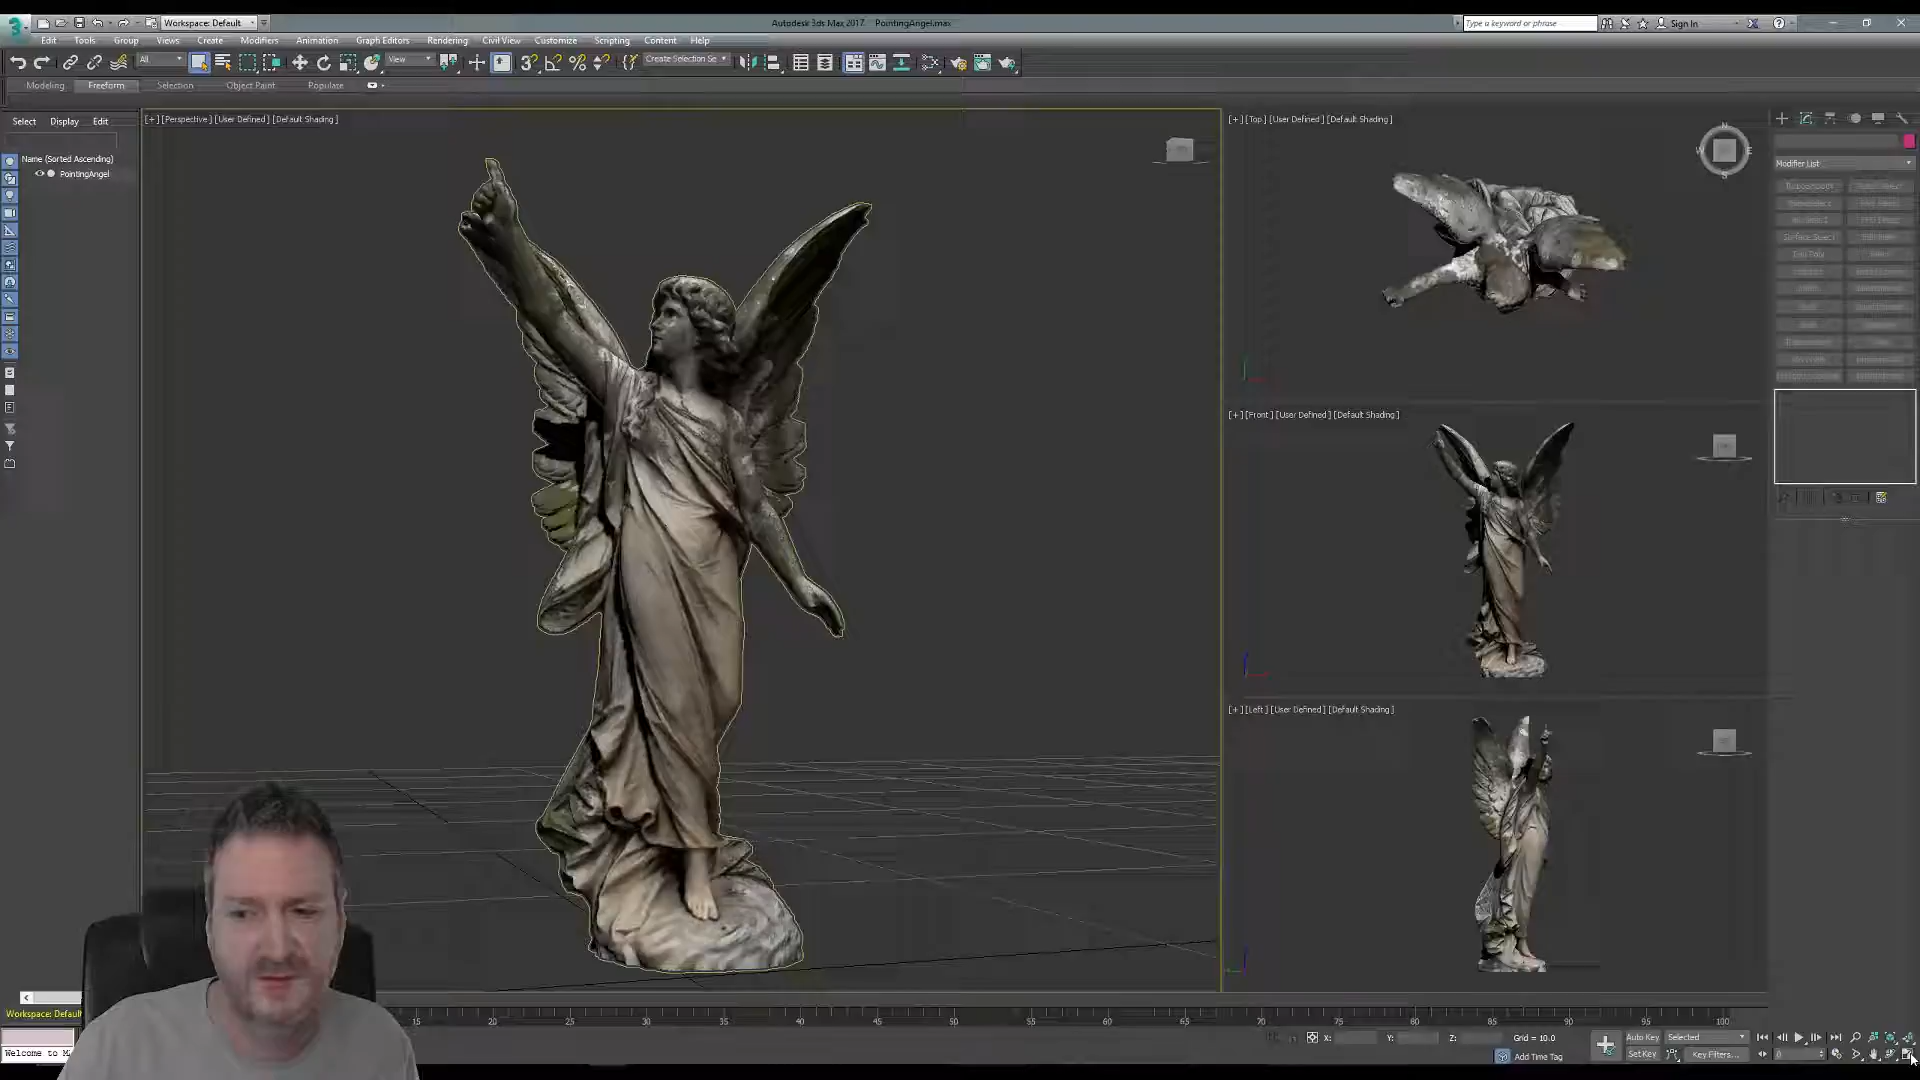 Workspace: Default
Autodesk 3ds Max 2017 PointingAngel.max
Type a keyword or phrase
Sign In
Edit Tools Group Views Create Modifiers Animation Graph Editors Rendering Civil View Customize Scripting Content Help
All
View
Create Selection Se
Modeling Freeform Selection Object Paint Populate
Select Display Edit
Name (Sorted Ascending)
PointingAngel
[+] [Perspective] [User Defined] [Default Shading]
[+] [Top] [User Defined] [Default Shading]
N
W
E
S
[+] [Front] [User Defined] [Default Shading]
[+] [Left] [User Defined] [Default Shading]
Modifier List
Surface Select
Workspace: Default
Welcome to M
15 20 25 30 35 40 45 50 55 60 65 70 75 80 85 90 95 100
X: Y: Z: Grid = 10.0
Add Time Tag
Auto Key Selected
Set Key Key Filters...